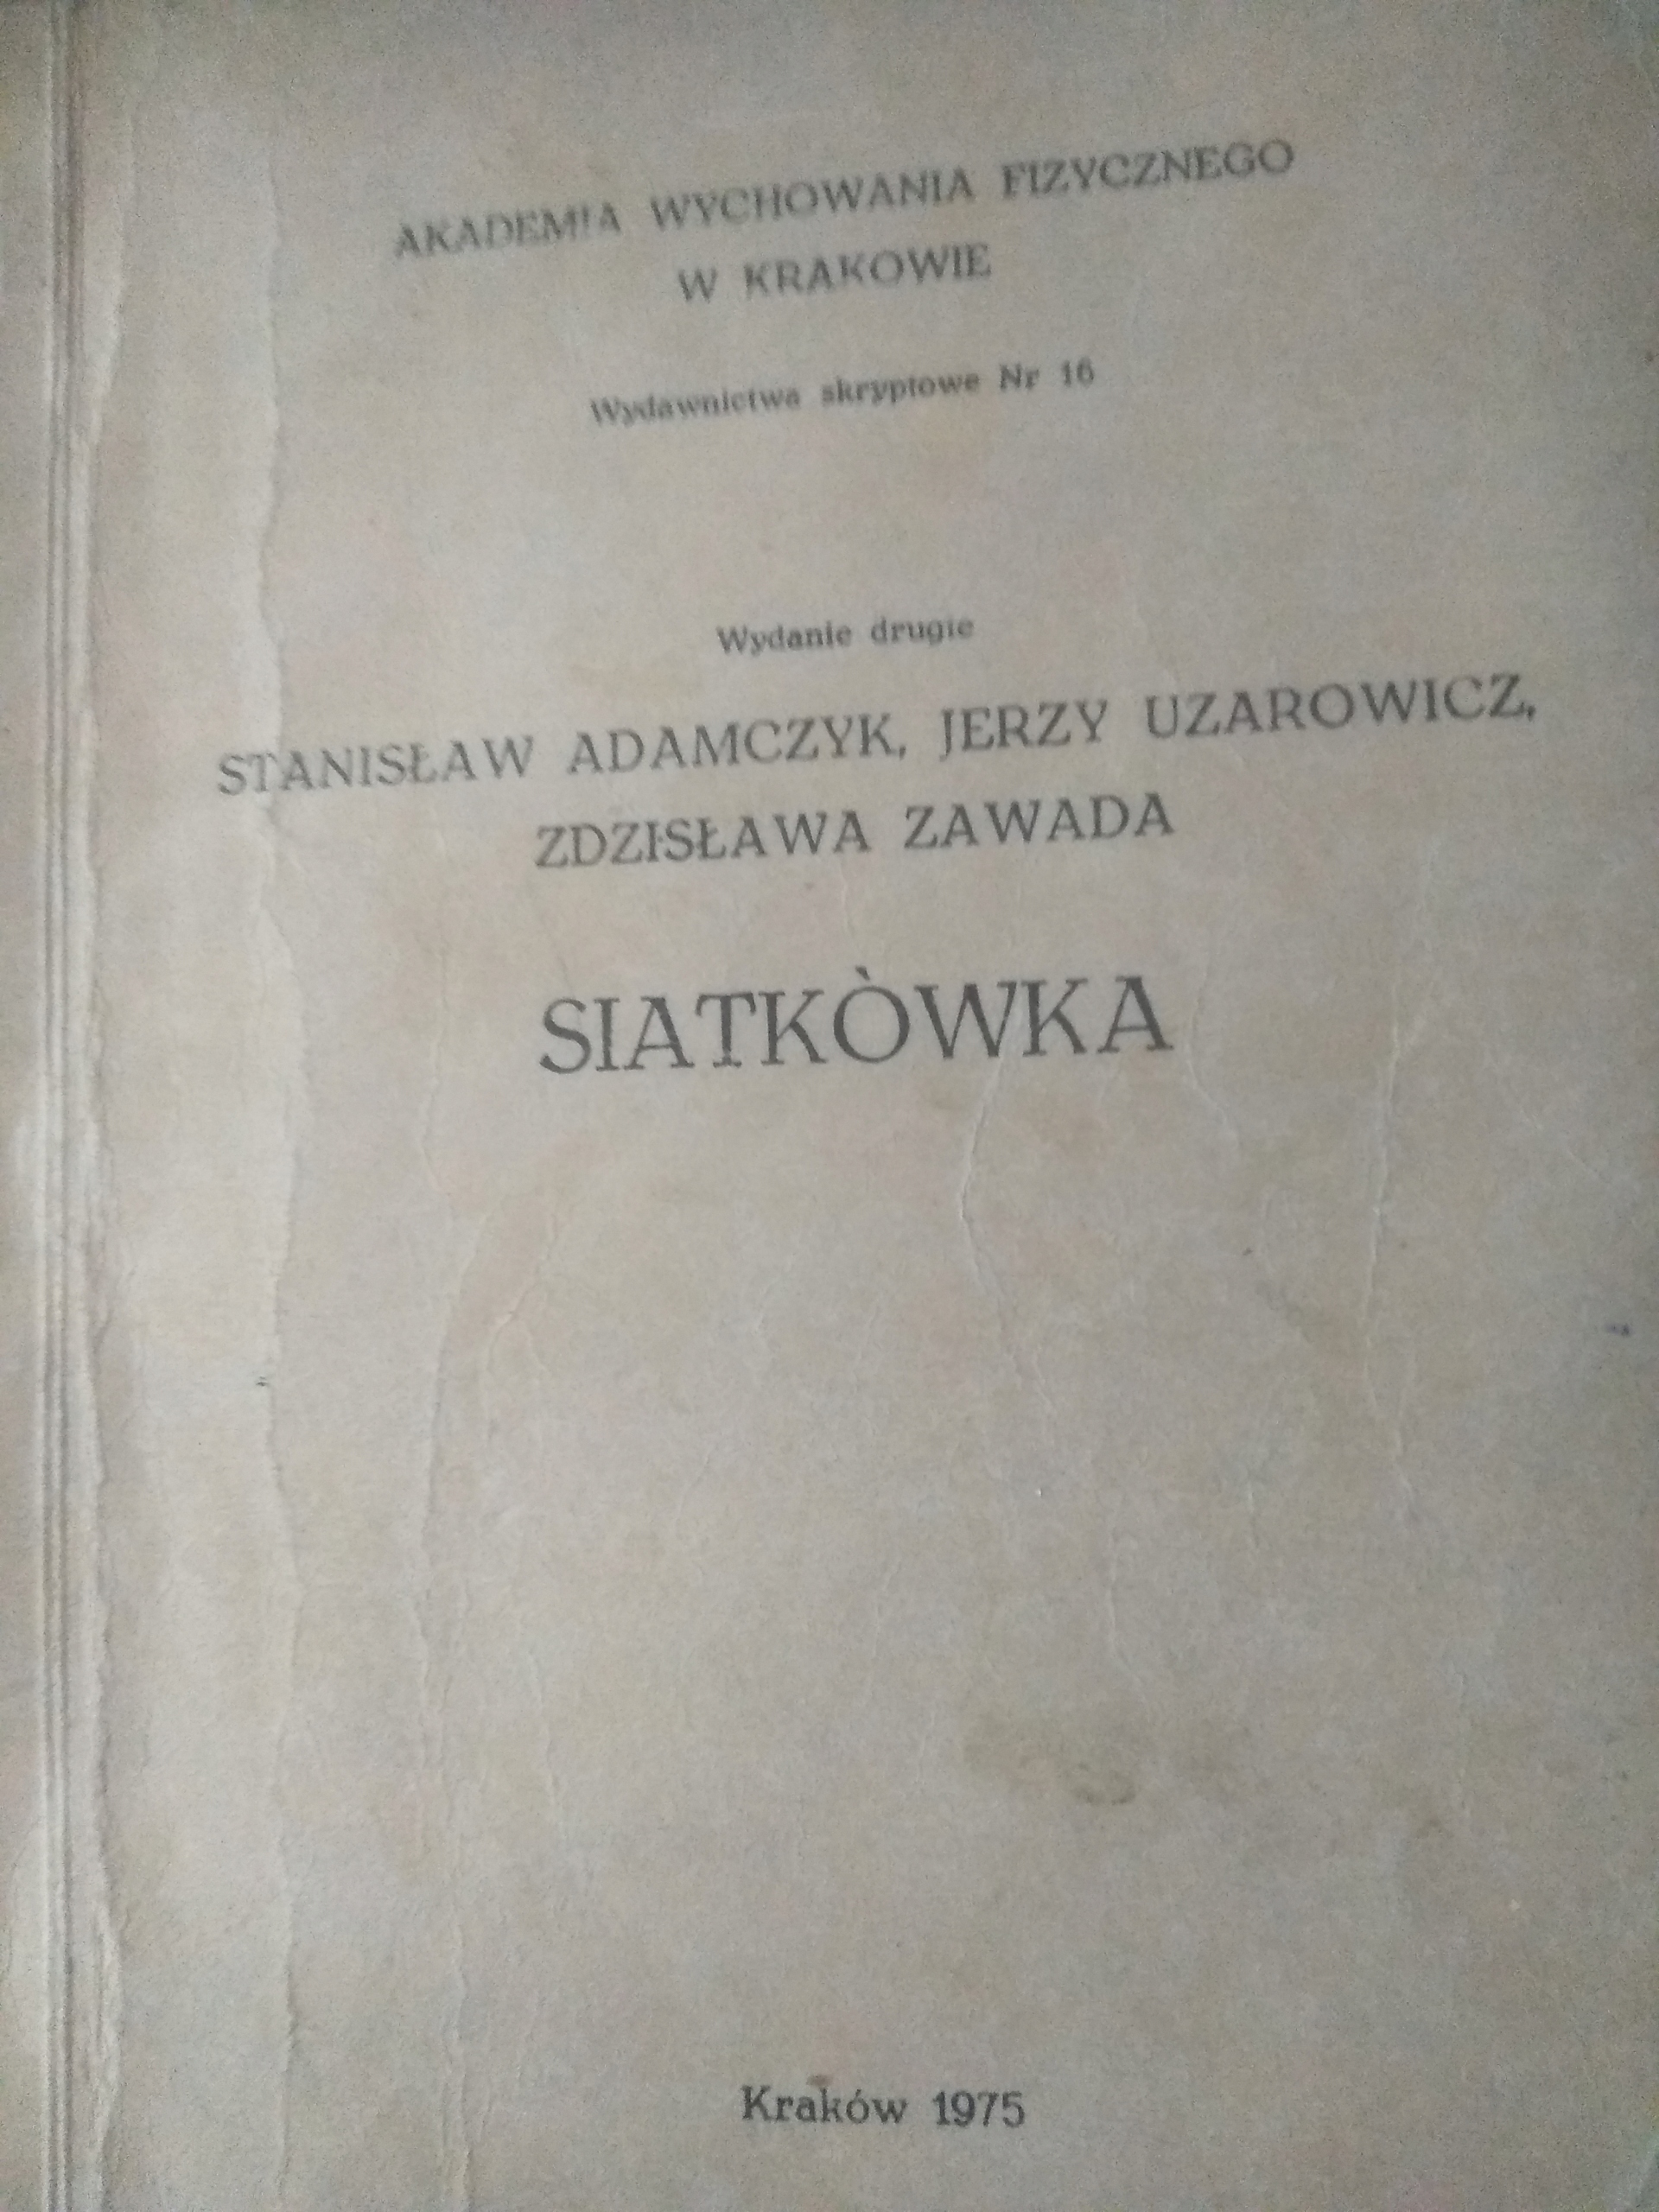 AKADEMIA WYCHOWANIA FIZYCZNEGO
W KRAKOWIE
Wydawnictwa skryptowe Nr 16
Wydanie drugie
STANISŁAW ADAMCZYK, JERZY UZAROWICZ,
ZDZISŁAWA ZAWADA
SIATKÒWKA
Kraków 1975